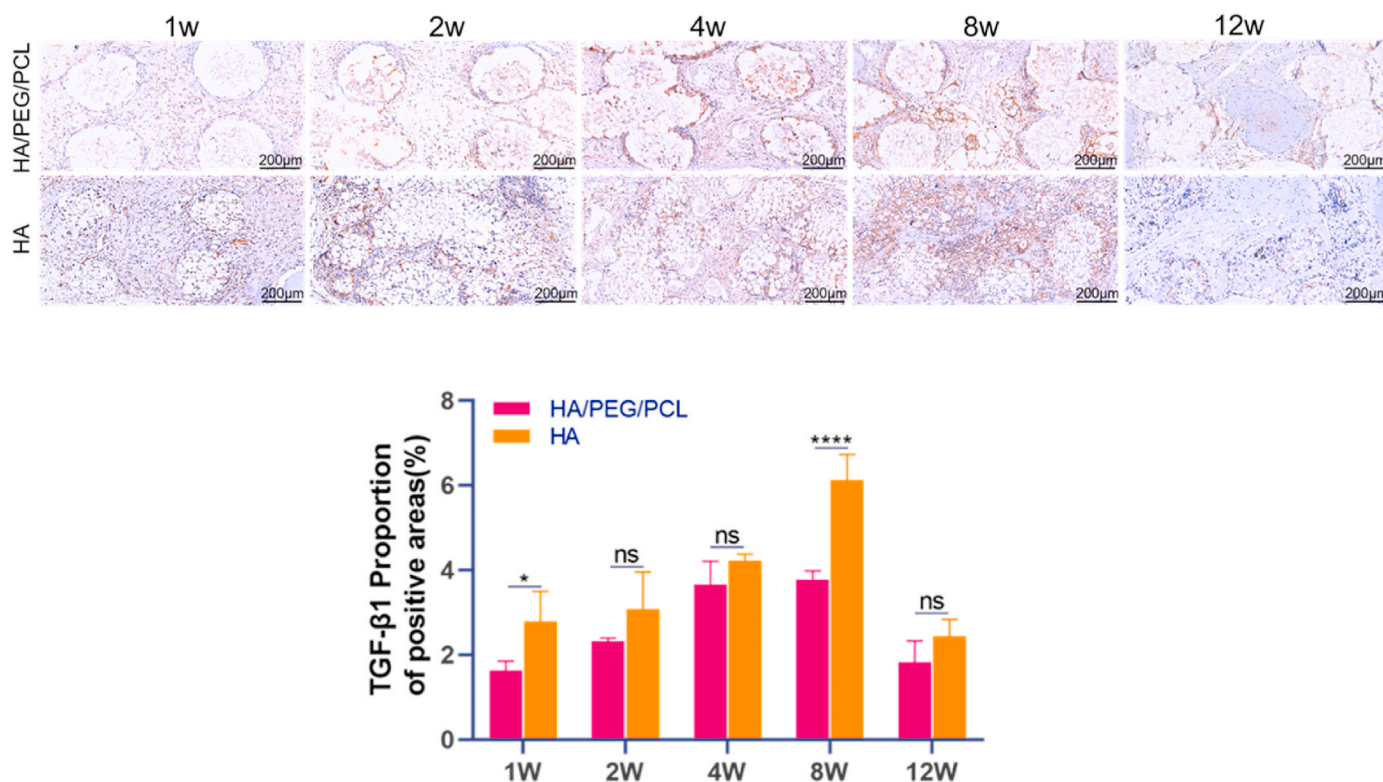 1w 2w 4w 8w 12w
HA/PEG/PCL
200μm 200μm 200μm 200μm 200μm
HA
200μm 200μm 200μm 200μm 200μm
TGF-β1 Proportion
of positive areas(%)
8
6
4
2
0
HA/PEG/PCL
HA
* ns ns **** ns
1W 2W 4W 8W 12W